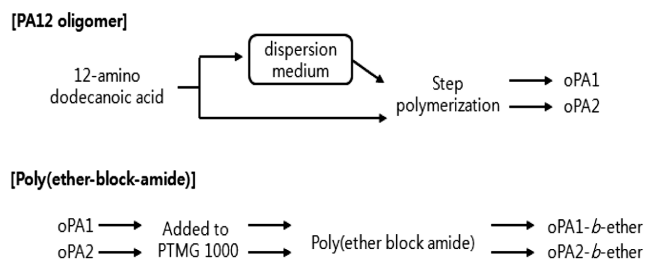 [PA12 oligomer]
12-amino
dodecanoic acid
dispersion
medium
Step
polymerization
oPA1
oPA2
[Poly(ether-block-amide)]
oPA1
oPA2
Added to
PTMG 1000
Poly(ether block amide)
oPA1-b-ether
oPA2-b-ether